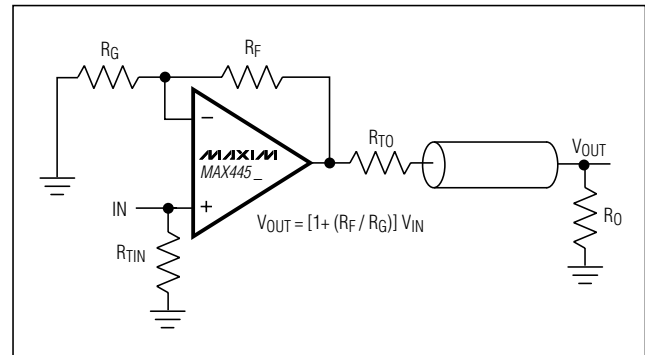 RG
RF
−
MAXIM
MAX445_
RTO
VOUT
IN
+
VOUT = [1+ (RF / RG)] VIN
RTIN
RO